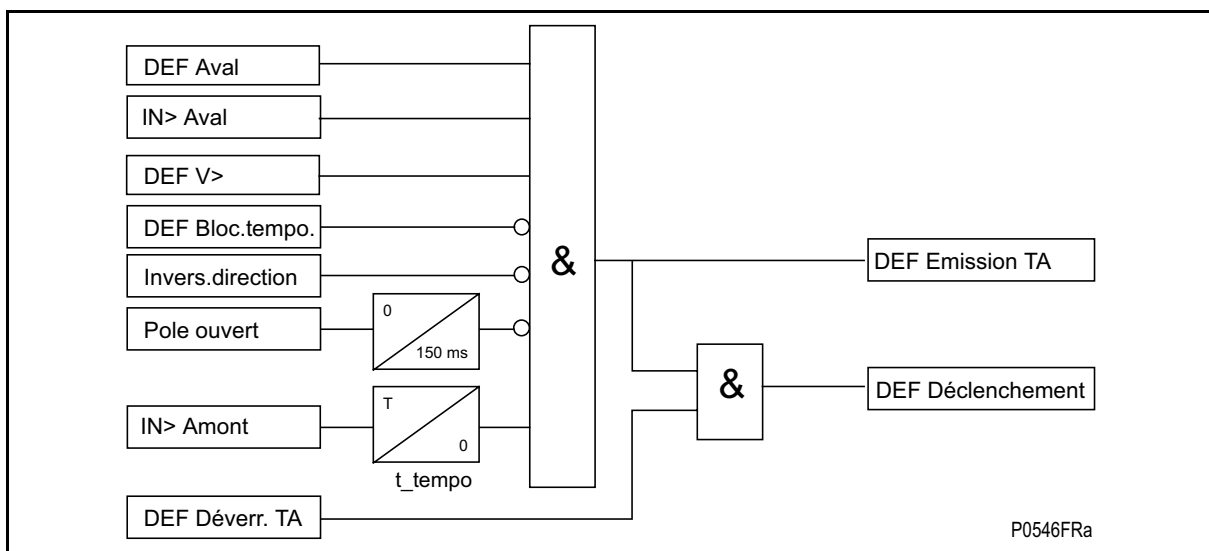 DEF Aval
IN> Aval
DEF V>
DEF Bloc.tempo.
Invers.direction
Pole ouvert
0
150 ms
IN> Amont
T
0
t_tempo
DEF Déverr. TA
&
&
DEF Emission TA
DEF Déclenchement
P0546FRa